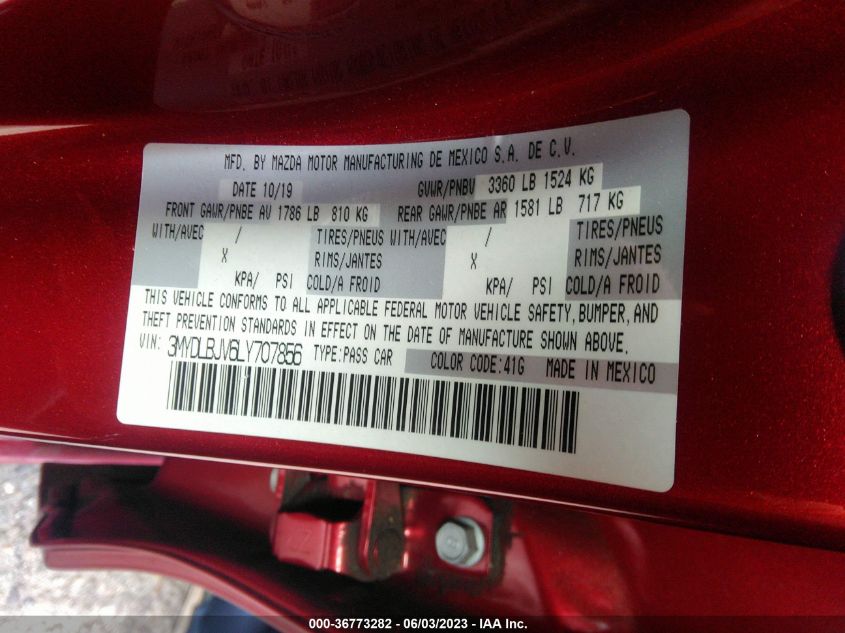 MFD. BY MAZDA MOTOR MANUFACTURING DE MEXICO S.A. DE C.V.
DATE 10/19 GVWR/PNBV 3360 LB 1524 KG
FRONT GAWR/PNBE AV 1786 LB 810 KG REAR GAWR/PNBE AR 1581 LB 717 KG
WITH/AVEC / TIRES/PNEUS WITH/AVEC / TIRES/PNEUS
X RIMS/JANTES X RIMS/JANTES
KPA/ PSI COLD/A FROID KPA/ PSI COLD/A FROID
THIS VEHICLE CONFORMS TO ALL APPLICABLE FEDERAL MOTOR VEHICLE SAFETY, BUMPER, AND
THEFT PREVENTION STANDARDS IN EFFECT ON THE DATE OF MANUFACTURE SHOWN ABOVE.
VIN: 3MYDLBJV6LY707856 TYPE:PASS CAR COLOR CODE:41G MADE IN MEXICO
000-36773282 - 06/03/2023 - IAA Inc.